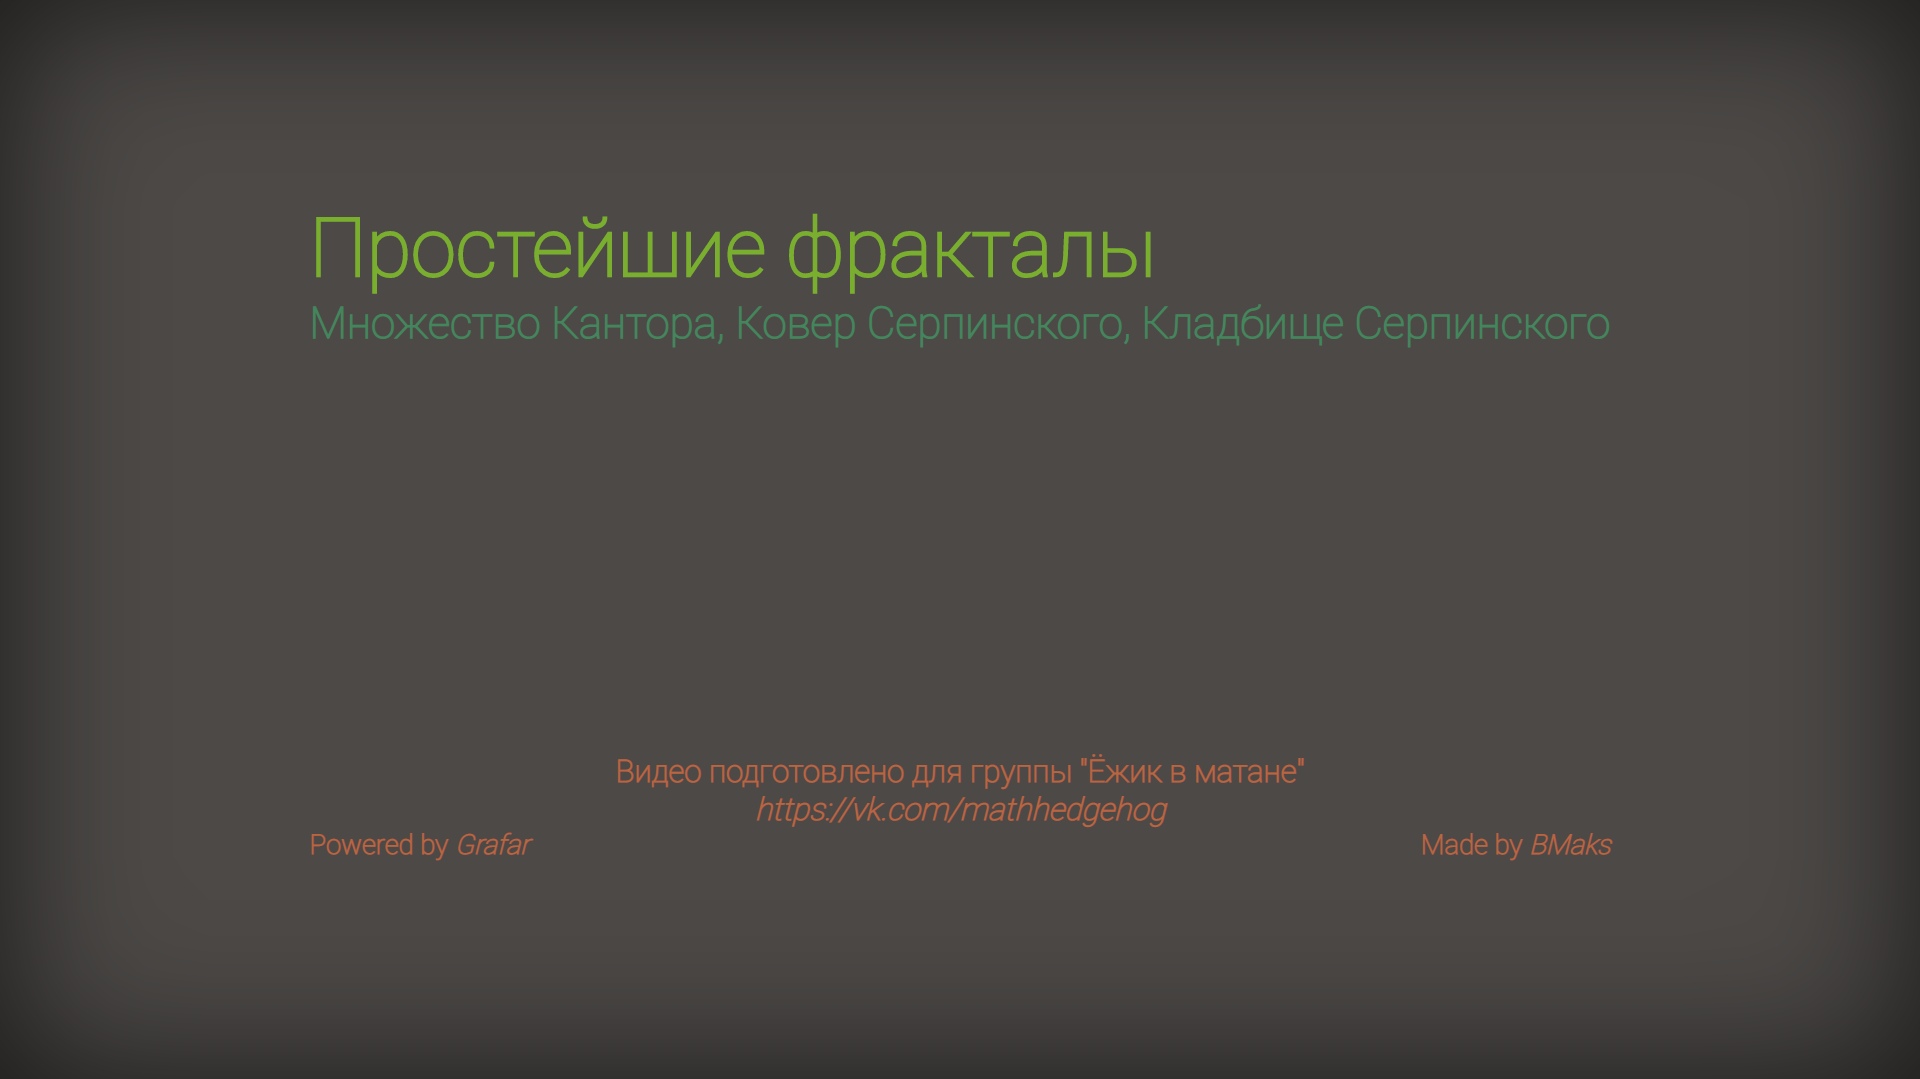 Простейшие фракталы
Множество Кантора, Ковер Серпинского, Кладбище Серпинского
Видео подготовлено для группы "Ёжик в матане"
https://vk.com/mathhedgehog
Powered by Grafar
Made by BMaks